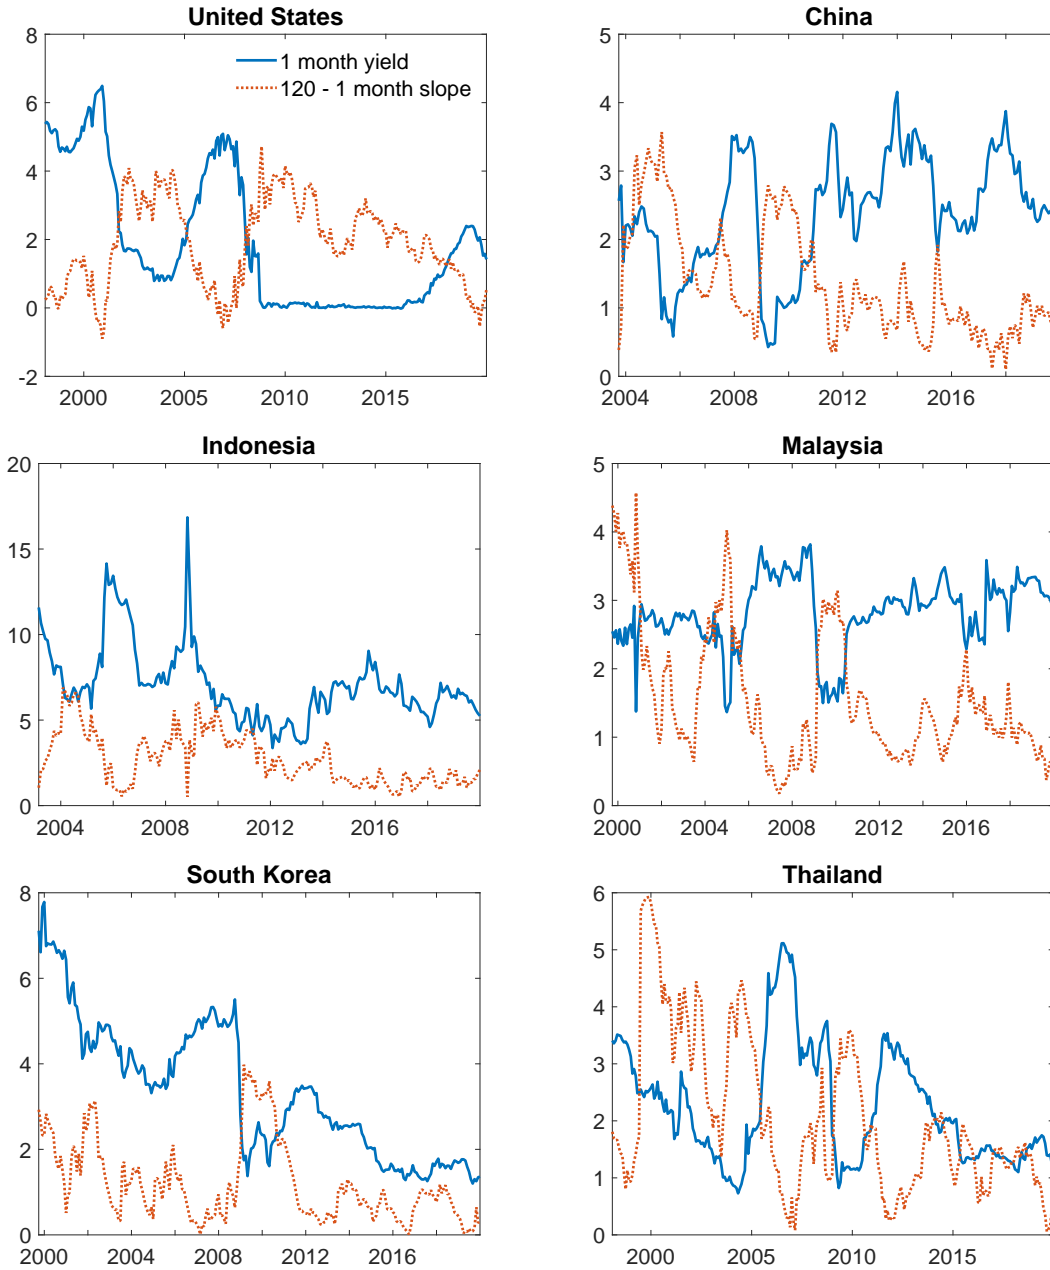 United States
8
6
4
2
0
-2
2000 2005 2010 2015
1 month yield
120 - 1 month slope
China
5
4
3
2
1
0
2004 2008 2012 2016
Indonesia
20
15
10
5
0
2004 2008 2012 2016
Malaysia
5
4
3
2
1
0
2000 2004 2008 2012 2016
South Korea
8
6
4
2
0
2000 2004 2008 2012 2016
Thailand
6
5
4
3
2
1
0
2000 2005 2010 2015